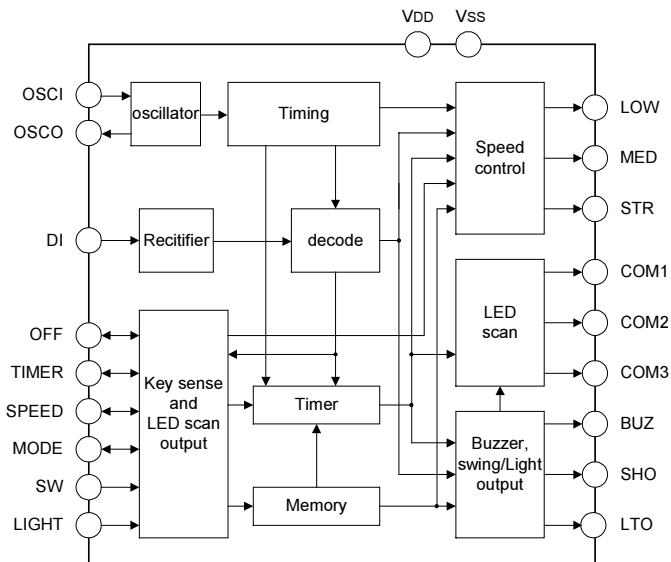 VDD
VSS
OSCI
OSCO
DI
OFF
TIMER
SPEED
MODE
SW
LIGHT
oscillator
Timing
Recitifier
decode
Key sense
and
LED scan
output
Timer
Memory
Speed
control
LED
scan
Buzzer,
swing/Light
output
LOW
MED
STR
COM1
COM2
COM3
BUZ
SHO
LTO